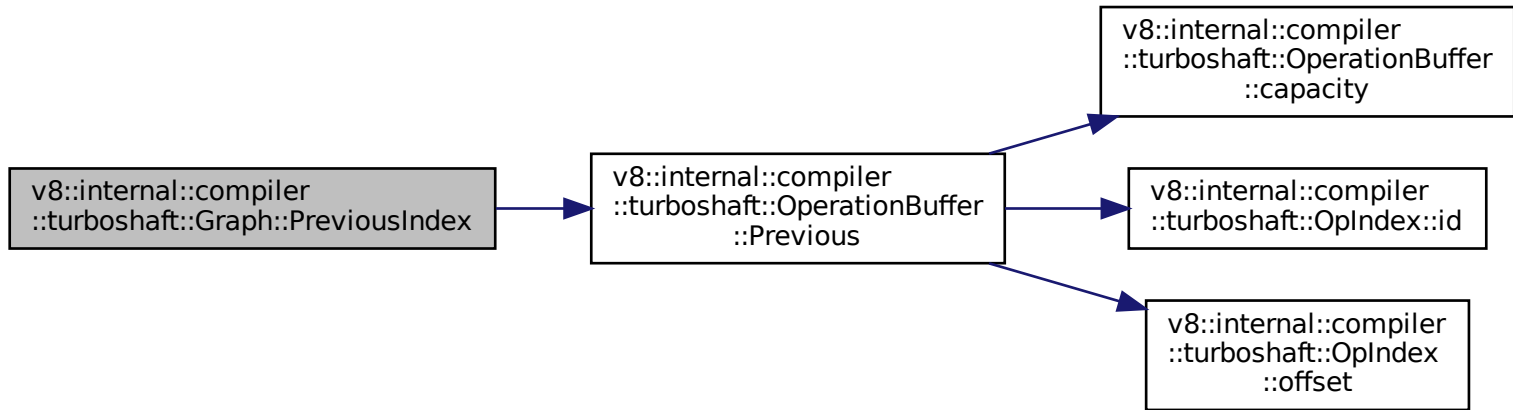 v8::internal::compiler
::turboshaft::Graph::PreviousIndex
v8::internal::compiler
::turboshaft::OperationBuffer
::Previous
v8::internal::compiler
::turboshaft::OperationBuffer
::capacity
v8::internal::compiler
::turboshaft::OpIndex::id
v8::internal::compiler
::turboshaft::OpIndex
::offset